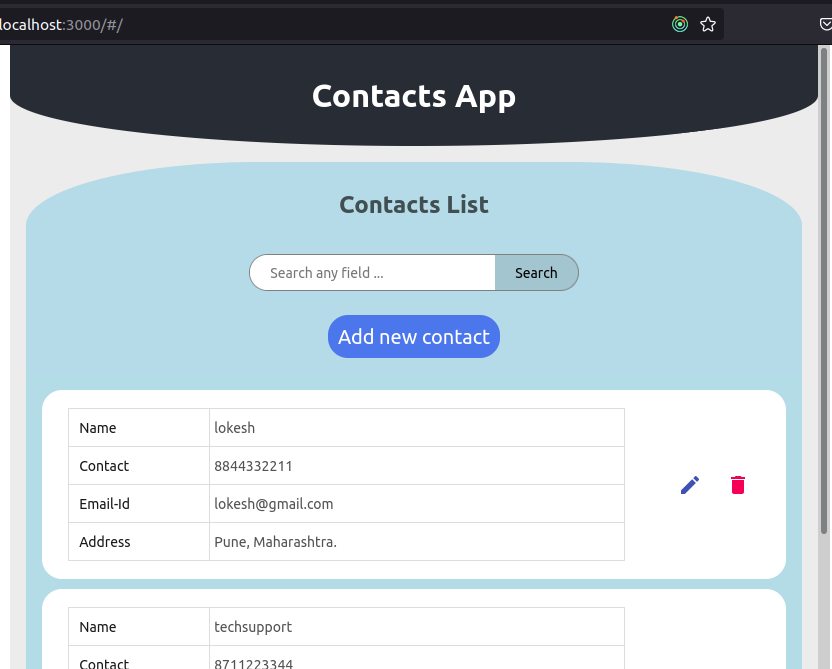 localhost:3000/#/
Contacts App
Contacts List
Search any field ... Search
Add new contact
Name lokesh
Contact 8844332211
Email-Id lokesh@gmail.com
Address Pune, Maharashtra.
Name techsupport
Contact 8711223344